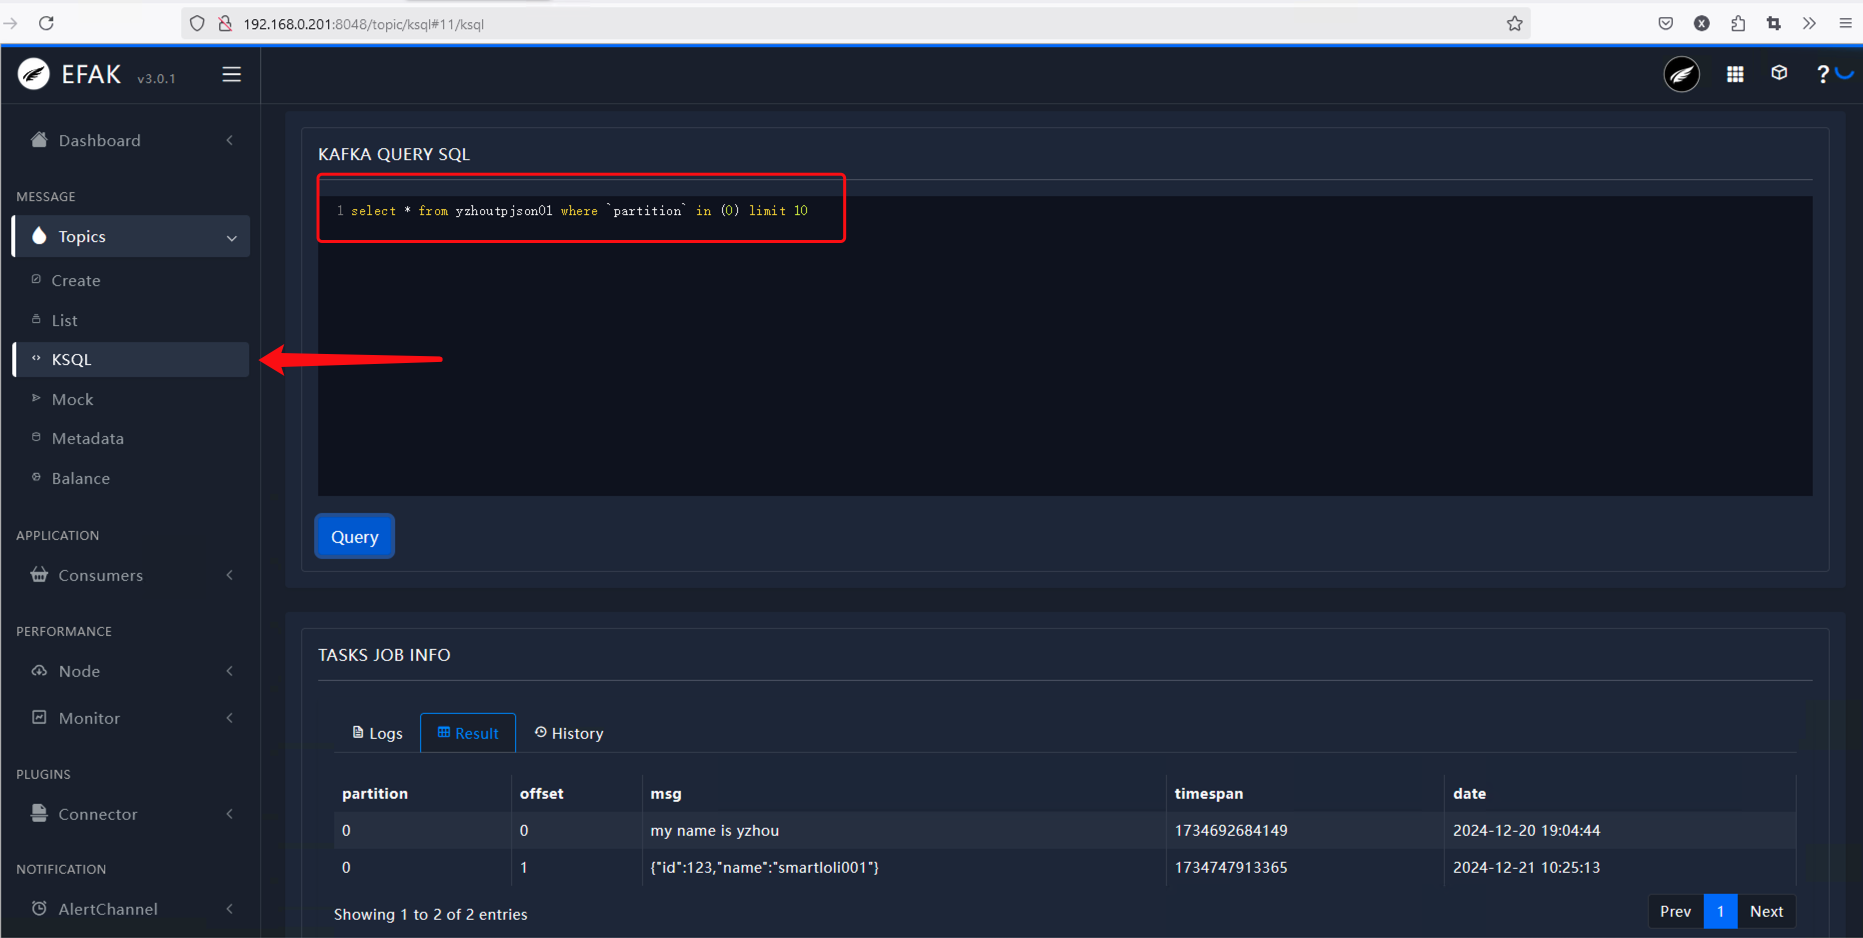 192.168.0.201:8048/topic/ksql#11/ksql
EFAK v3.0.1
?
Dashboard
MESSAGE
Topics
Create
List
KSQL
Mock
Metadata
Balance
APPLICATION
Consumers
PERFORMANCE
Node
Monitor
PLUGINS
Connector
NOTIFICATION
AlertChannel
KAFKA QUERY SQL
1 select * from yzhoutpjson01 where `partition` in (0) limit 10
Query
TASKS JOB INFO
Logs Result History
partition offset msg timespan date
0 0 my name is yzhou 1734692684149 2024-12-20 19:04:44
0 1 {"id":123,"name":"smartloli001"} 1734747913365 2024-12-21 10:25:13
Showing 1 to 2 of 2 entries
Prev 1 Next